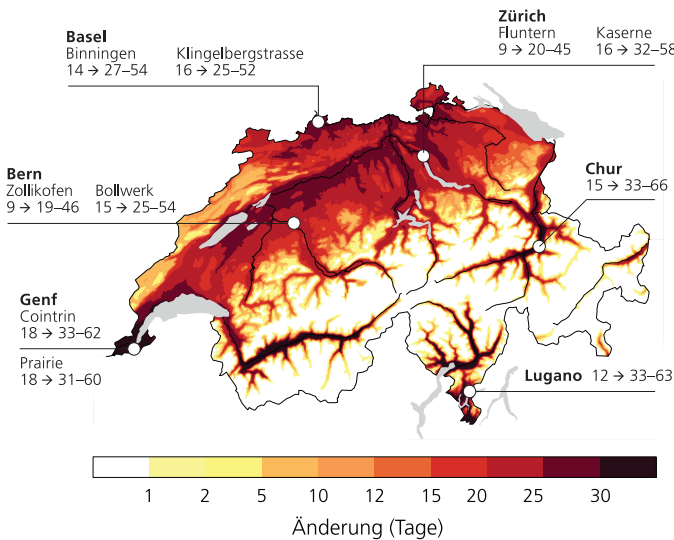 Basel
Binningen
14 → 27–54
Klingelbergstrasse
16 → 25–52
Zürich
Fluntern
9 → 20–45
Kaserne
16 → 32–58
Bern
Zollikofen
9 → 19–46
Bollwerk
15 → 25–54
Chur
15 → 33–66
Genf
Cointrin
18 → 33–62
Prairie
18 → 31–60
Lugano 12 → 33–63
1 2 5 10 12 15 20 25 30
Änderung (Tage)